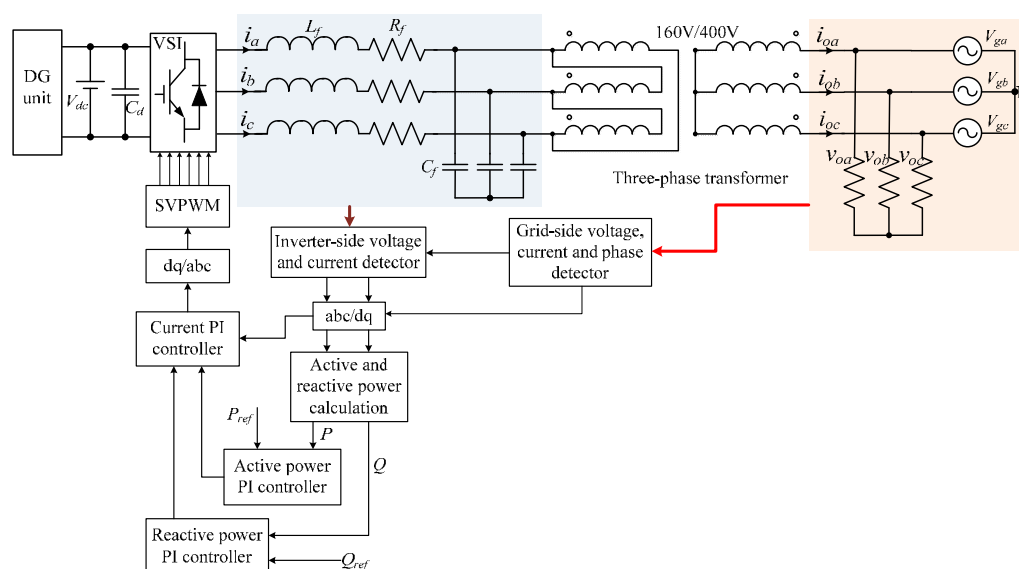 DG
unit
V_dc
C_d
VSI
i_a
L_f
R_f
i_b
i_c
C_f
160V/400V
Three-phase transformer
i_oa
i_ob
i_oc
V_ga
V_gb
V_gc
v_oa
v_ob
v_oc
SVPWM
dq/abc
Current PI
controller
Inverter-side voltage
and current detector
Grid-side voltage,
current and phase
detector
abc/dq
Active and
reactive power
calculation
P_ref
P
Q
Active power
PI controller
Reactive power
PI controller
Q_ref